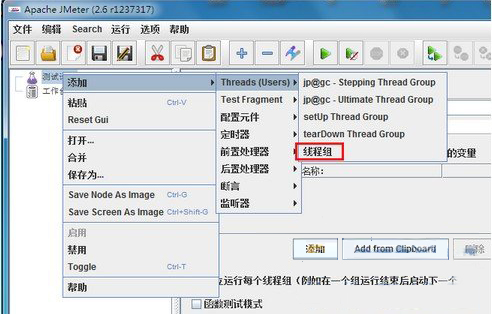 Apache JMeter (2.6 r1237317)
文件 编辑 Search 运行 选项 帮助
测试计
工作台
添加
粘贴 Ctrl-V
Reset Gui
打开...
合并
保存为...
Save Node As Image Ctrl-G
Save Screen As Image Ctrl+Shift-G
启用
禁用
Toggle Ctrl-T
帮助
Threads (Users)
Test Fragment
配置元件
定时器
前置处理器
后置处理器
断言
监听器
jp@gc - Stepping Thread Group
jp@gc - Ultimate Thread Group
setUp Thread Group
tearDown Thread Group
线程组
的变量
名称:
添加 Add from Clipboard 删除
运行每个线程组（例如在一个组运行结束后启动下一个
函数测试模式